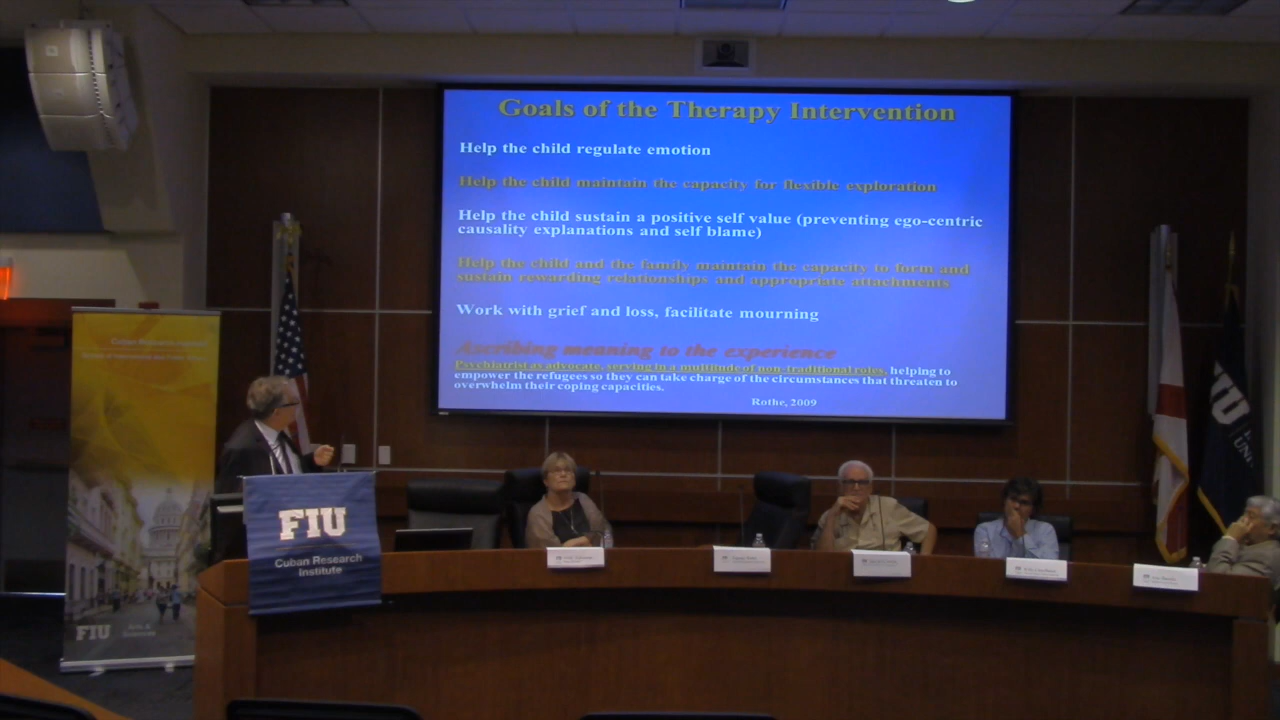 Goals of the Therapy Intervention
Help the child regulate emotion
Help the child maintain the capacity for flexible exploration
Help the child sustain a positive self value (preventing ego-centric
causality explanations and self blame)
Help the child and the family maintain the capacity to form and
sustain rewarding relationships and appropriate attachments
Work with grief and loss, facilitate mourning
Ascribing meaning to the experience
Psychiatrist as advocate, serving in a multitude of non-traditional roles, helping to
empower the refugees so they can take charge of the circumstances that threaten to
overwhelm their coping capacities.
Rothe, 2009
Cuban Research Institute
FIU
FIU
Cuban Research
Institute
FIU